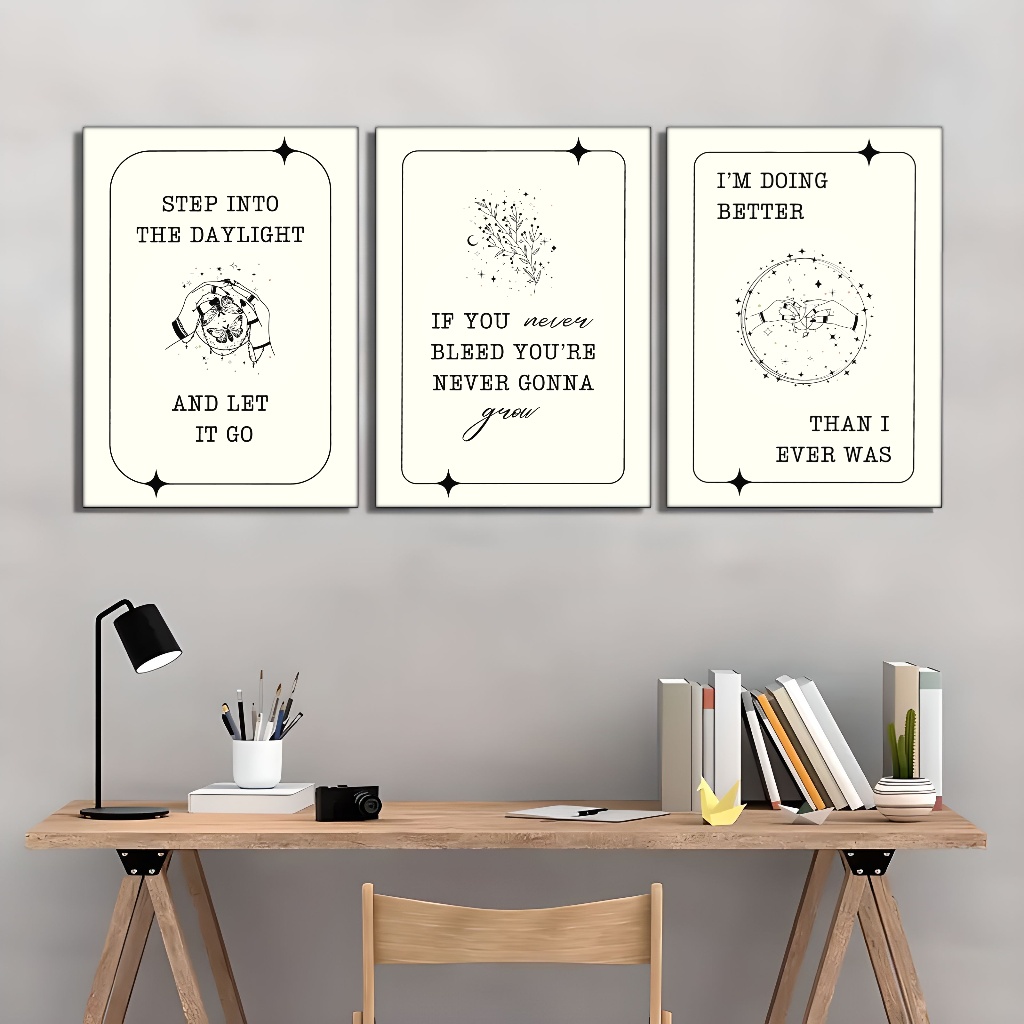 STEP INTO
THE DAYLIGHT
AND LET
IT GO
IF YOU never
BLEED YOU'RE
NEVER GONNA
grow
I'M DOING
BETTER
THAN I
EVER WAS